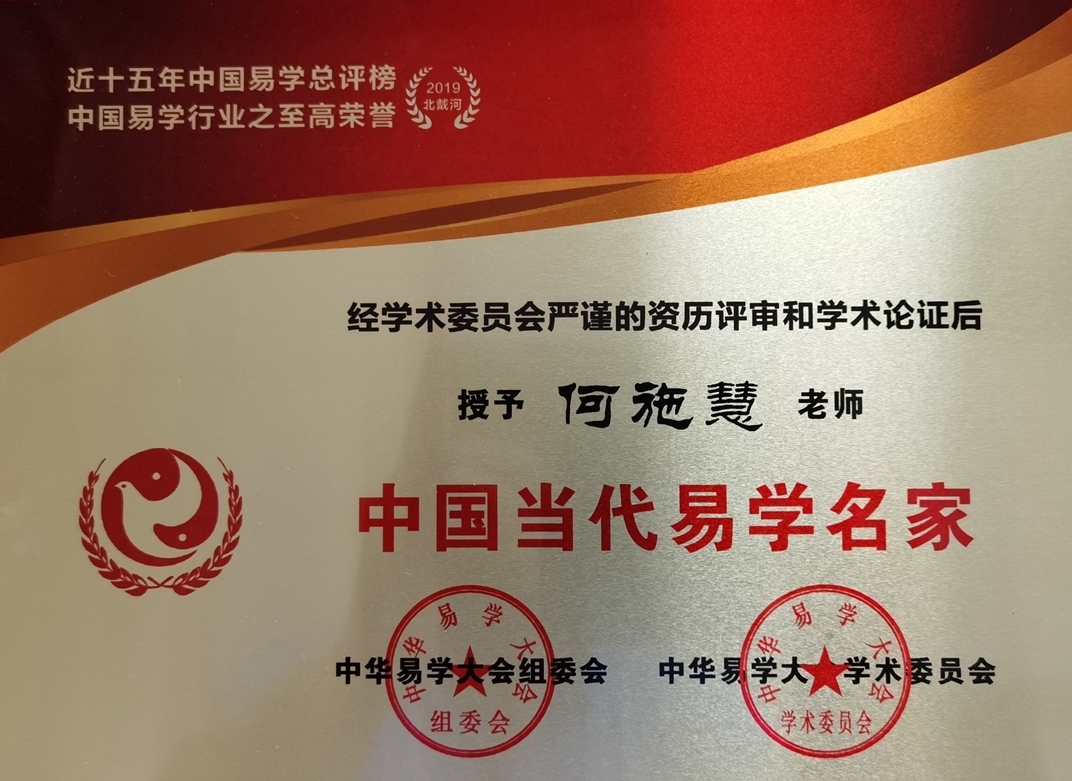 近十五年中国易学总评榜
中国易学行业之至高荣誉
2019
北戴河
经学术委员会严谨的资历评审和学术论证后
授予 何施慧 老师
中国当代易学名家
中华易学大会组委会 中华易学大会学术委员会
中华易学大会
组委会
中华易学大会
学术委员会